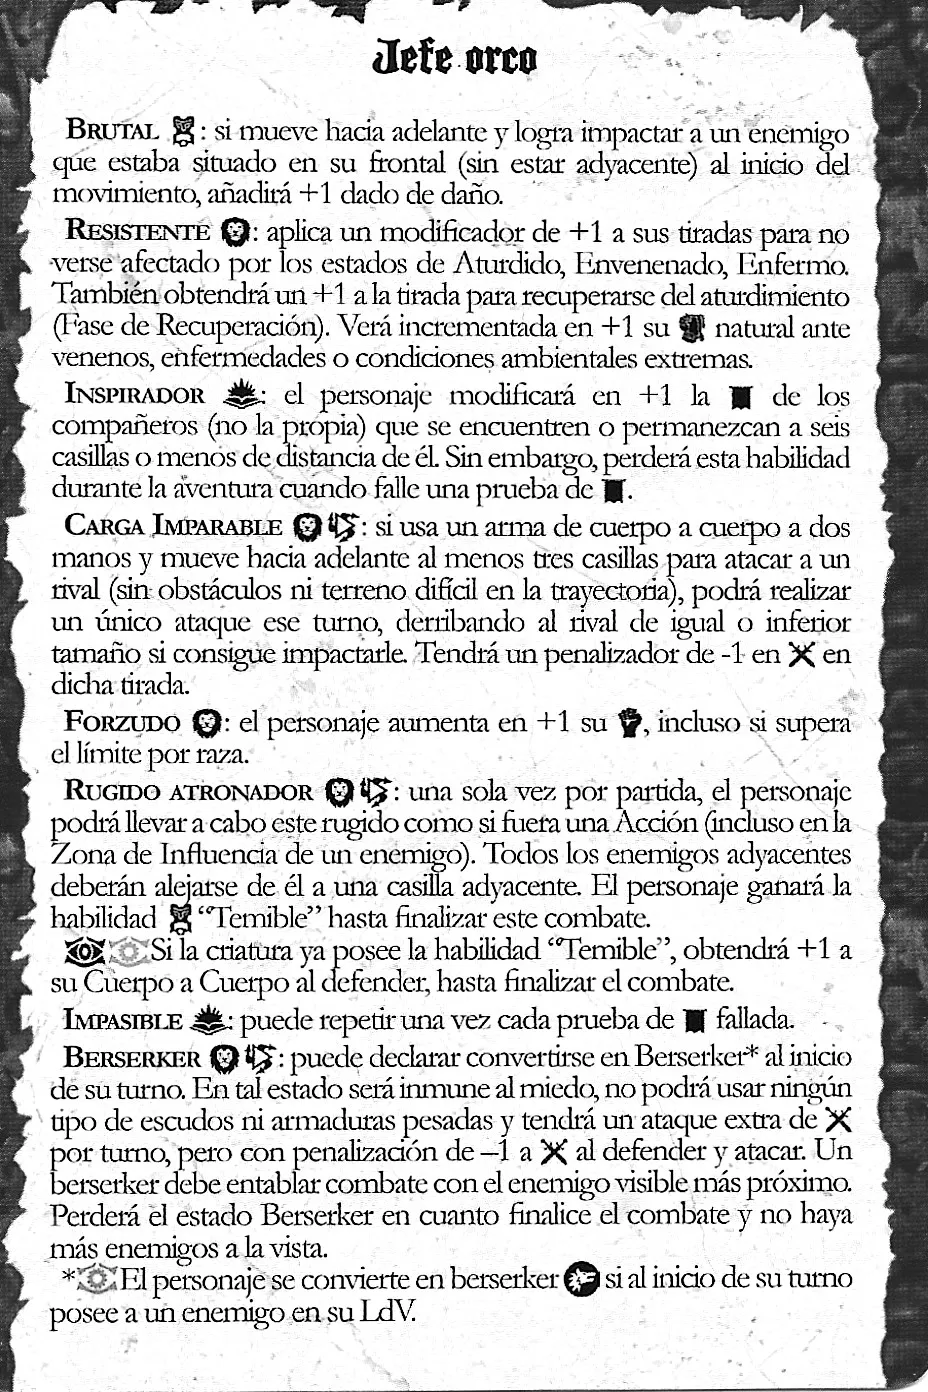 Jefe orco
BRUTAL : si mueve hacia adelante y logra impactar a un enemigo
que estaba situado en su frontal (sin estar adyacente) al inicio del
movimiento, añadirá +1 dado de daño.
RESISTENTE : aplica un modificador de +1 a sus tiradas para no
verse afectado por los estados de Aturdido, Envenenado, Enfermo.
También obtendrá un +1 a la tirada para recuperarse del aturdimiento
(Fase de Recuperación). Verá incrementada en +1 su natural ante
venenos, enfermedades o condiciones ambientales extremas.
INSPIRADOR : el personaje modificará en +1 la de los
compañeros (no la propia) que se encuentren o permanezcan a seis
casillas o menos de distancia de él. Sin embargo, perderá esta habilidad
durante la aventura cuando falle una prueba de .
CARGA IMPARABLE : si usa un arma de cuerpo a cuerpo a dos
manos y mueve hacia adelante al menos tres casillas para atacar a un
rival (sin obstáculos ni terreno difícil en la trayectoria), podrá realizar
un único ataque ese turno, derribando al rival de igual o inferior
tamaño si consigue impactarle. Tendrá un penalizador de -1 en en
dicha tirada.
FORZUDO : el personaje aumenta en +1 su , incluso si supera
el límite por raza.
RUGIDO ATRONADOR : una sola vez por partida, el personaje
podrá llevar a cabo este rugido como si fuera una Acción (incluso en la
Zona de Influencia de un enemigo). Todos los enemigos adyacentes
deberán alejarse de él a una casilla adyacente. El personaje ganará la
habilidad “Temible” hasta finalizar este combate.
Si la criatura ya posee la habilidad “Temible”, obtendrá +1 a
su Cuerpo a Cuerpo al defender, hasta finalizar el combate.
IMPASIBLE : puede repetir una vez cada prueba de fallada.
BERSERKER : puede declarar convertirse en Berserker* al inicio
de su turno. En tal estado será inmune al miedo, no podrá usar ningún
tipo de escudos ni armaduras pesadas y tendrá un ataque extra de
por turno, pero con penalización de –1 a al defender y atacar. Un
berserker debe entablar combate con el enemigo visible más próximo.
Perderá el estado Berserker en cuanto finalice el combate y no haya
más enemigos a la vista.
* El personaje se convierte en berserker si al inicio de su turno
posee a un enemigo en su LdV.